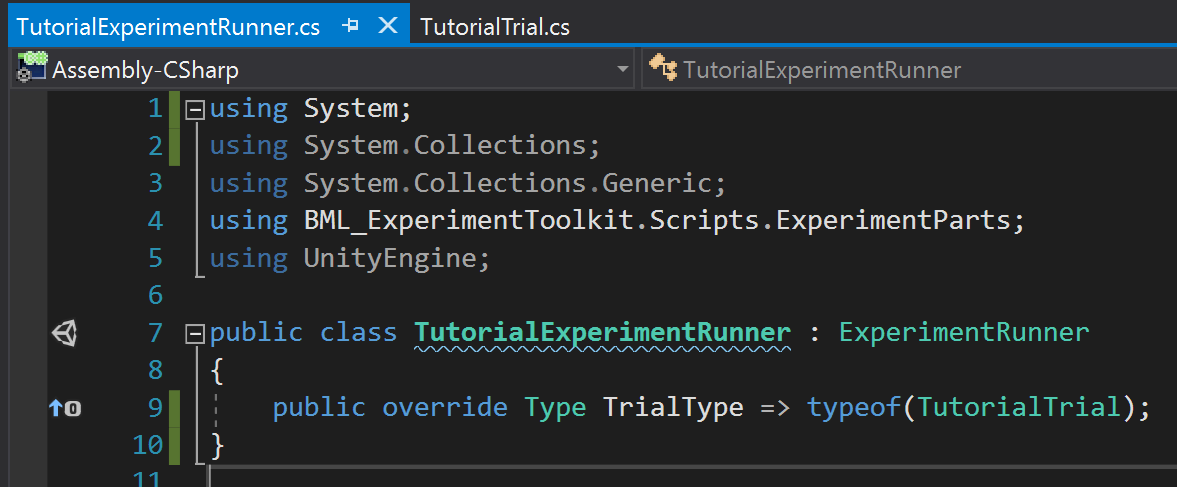 TutorialExperimentRunner.cs TutorialTrial.cs
Assembly-CSharp TutorialExperimentRunner
1 using System;
2 using System.Collections;
3 using System.Collections.Generic;
4 using BML_ExperimentToolkit.Scripts.ExperimentParts;
5 using UnityEngine;
6
7 public class TutorialExperimentRunner : ExperimentRunner
8 {
9 public override Type TrialType => typeof(TutorialTrial);
10 }
11